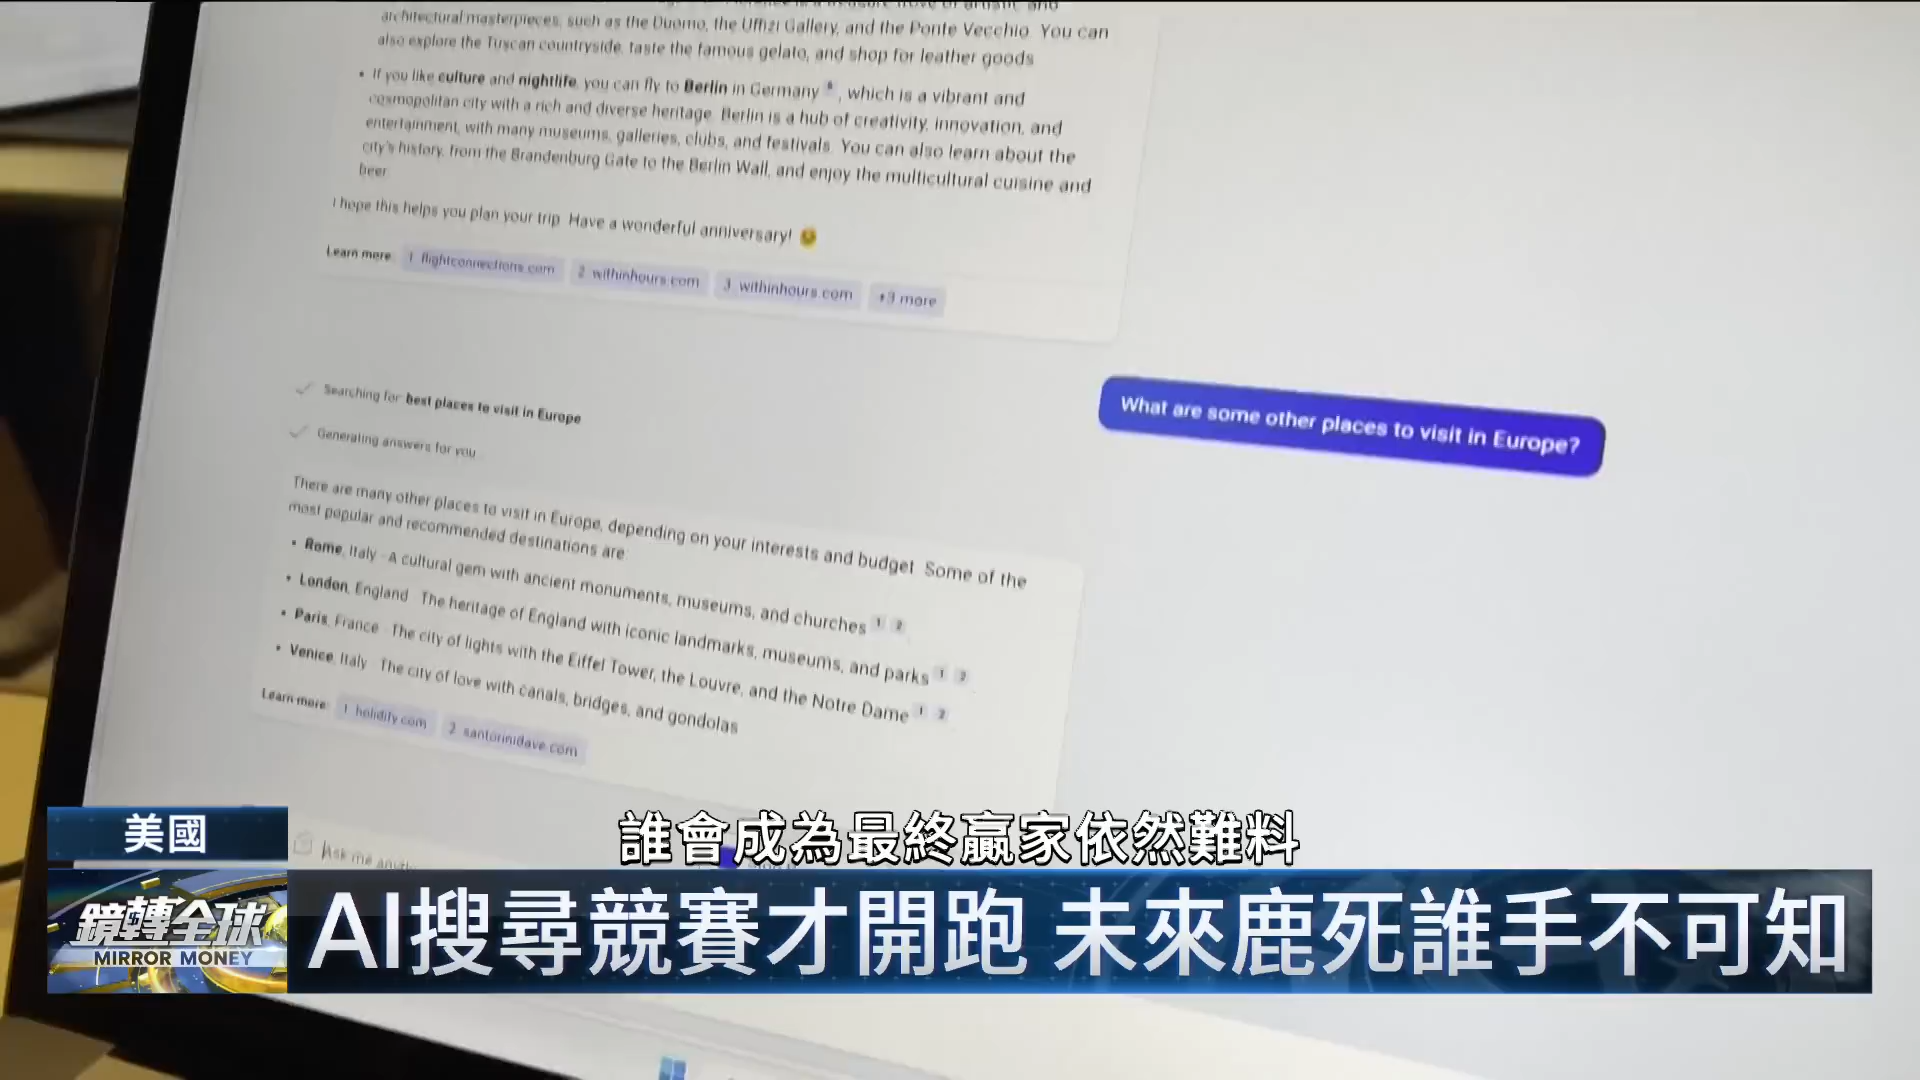 architectural masterpieces, such as the Duomo, the Uffizi Gallery, and the Ponte Vecchio. You can
also explore the Tuscan countryside, taste the famous gelato, and shop for leather goods
• If you like culture and nightlife, you can fly to Berlin in Germany , which is a vibrant and
cosmopolitan city with a rich and diverse heritage. Berlin is a hub of creativity, innovation, and
entertainment, with many museums, galleries, clubs, and festivals. You can also learn about the
city's history, from the Brandenburg Gate to the Berlin Wall, and enjoy the multicultural cuisine and
beer
I hope this helps you plan your trip. Have a wonderful anniversary!
Learn more: 1 flightconnections.com 2 withinhours.com 3 withinhours.com +3 more
What are some other places to visit in Europe?
Searching for: best places to visit in Europe
Generating answers for you
There are many other places to visit in Europe, depending on your interests and budget. Some of the
most popular and recommended destinations are
• Rome, Italy - A cultural gem with ancient monuments, museums, and churches 1 2
• London, England The heritage of England with iconic landmarks, museums, and parks 1 2
• Paris, France - The city of lights with the Eiffel Tower, the Louvre, and the Notre Dame 1 2
• Venice, Italy The city of love with canals, bridges, and gondolas
Learn more: 1 holidify.com 2 santorinidave.com
Ask me
誰會成為最終贏家依然難料
美國
鏡轉全球
MIRROR MONEY
AI搜尋競賽才開跑 未來鹿死誰手不可知